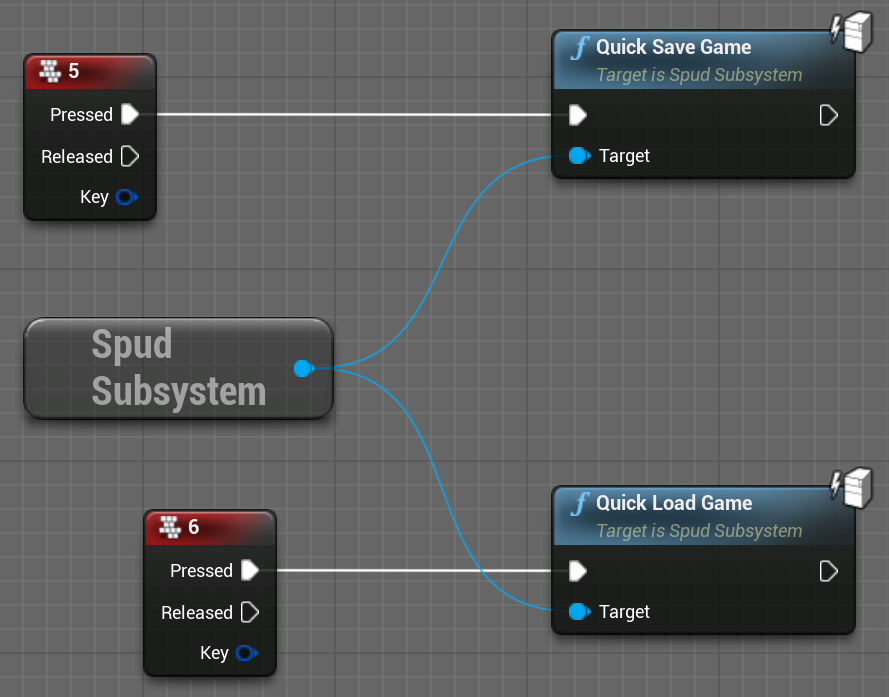 5
Pressed
Released
Key
Quick Save Game
Target is Spud Subsystem
Target
Spud
Subsystem
6
Pressed
Released
Key
Quick Load Game
Target is Spud Subsystem
Target